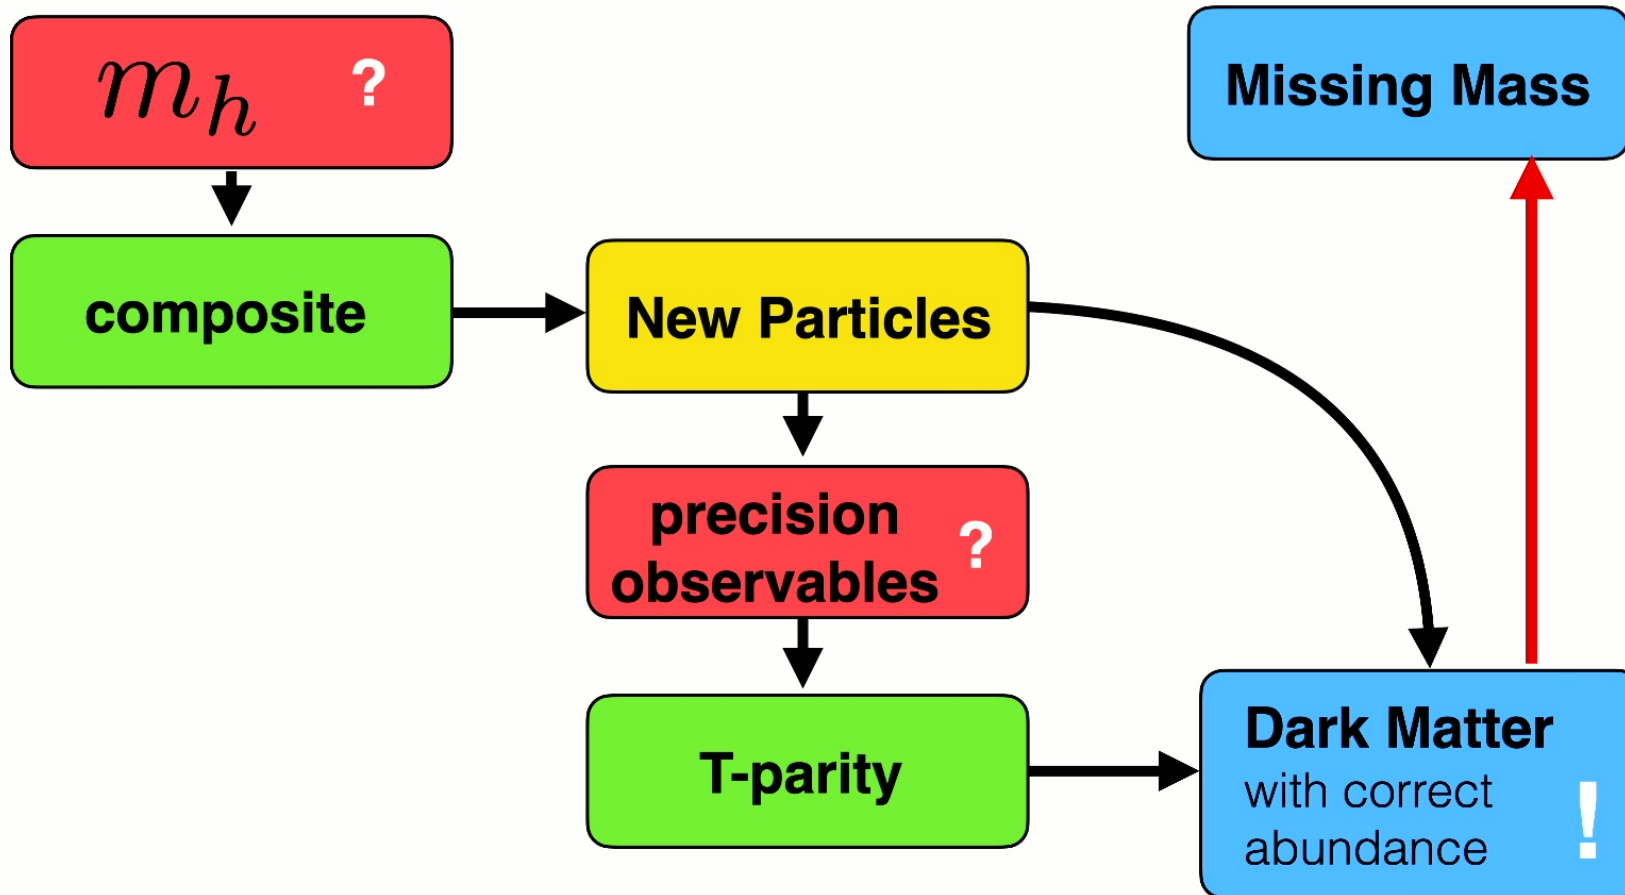 m_h ?
Missing Mass
composite
New Particles
precision
observables ?
T-parity
Dark Matter
with correct
abundance !